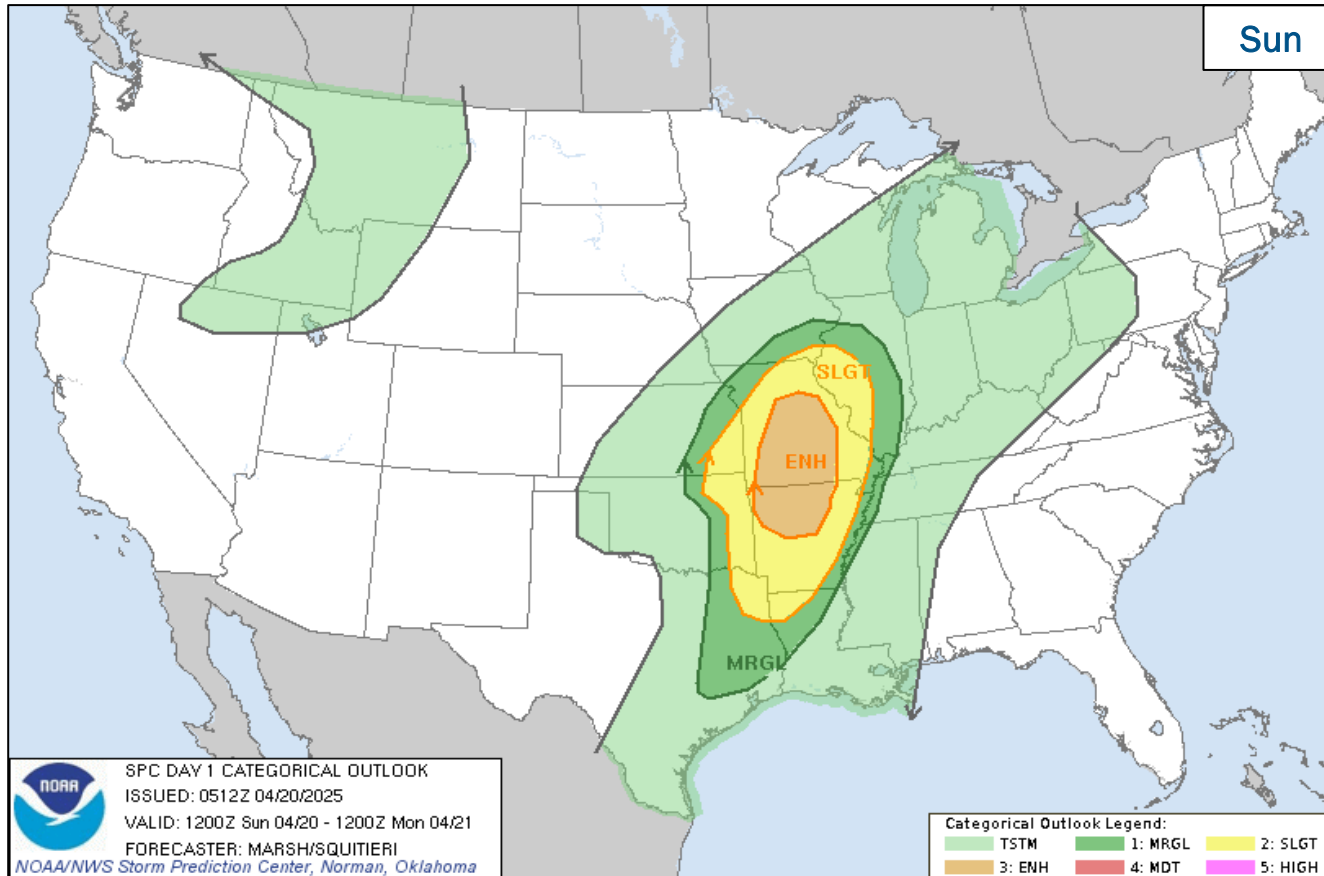 Sun
SLGT
ENH
MRGL
NOAA
SPC DAY 1 CATEGORICAL OUTLOOK
ISSUED: 0512Z 04/20/2025
VALID: 1200Z Sun 04/20 - 1200Z Mon 04/21
FORECASTER: MARSH/SQUITIERI
NOAA/NWS Storm Prediction Center, Norman, Oklahoma
Categorical Outlook Legend:
TSTM 1: MRGL 2: SLGT
3: ENH 4: MDT 5: HIGH